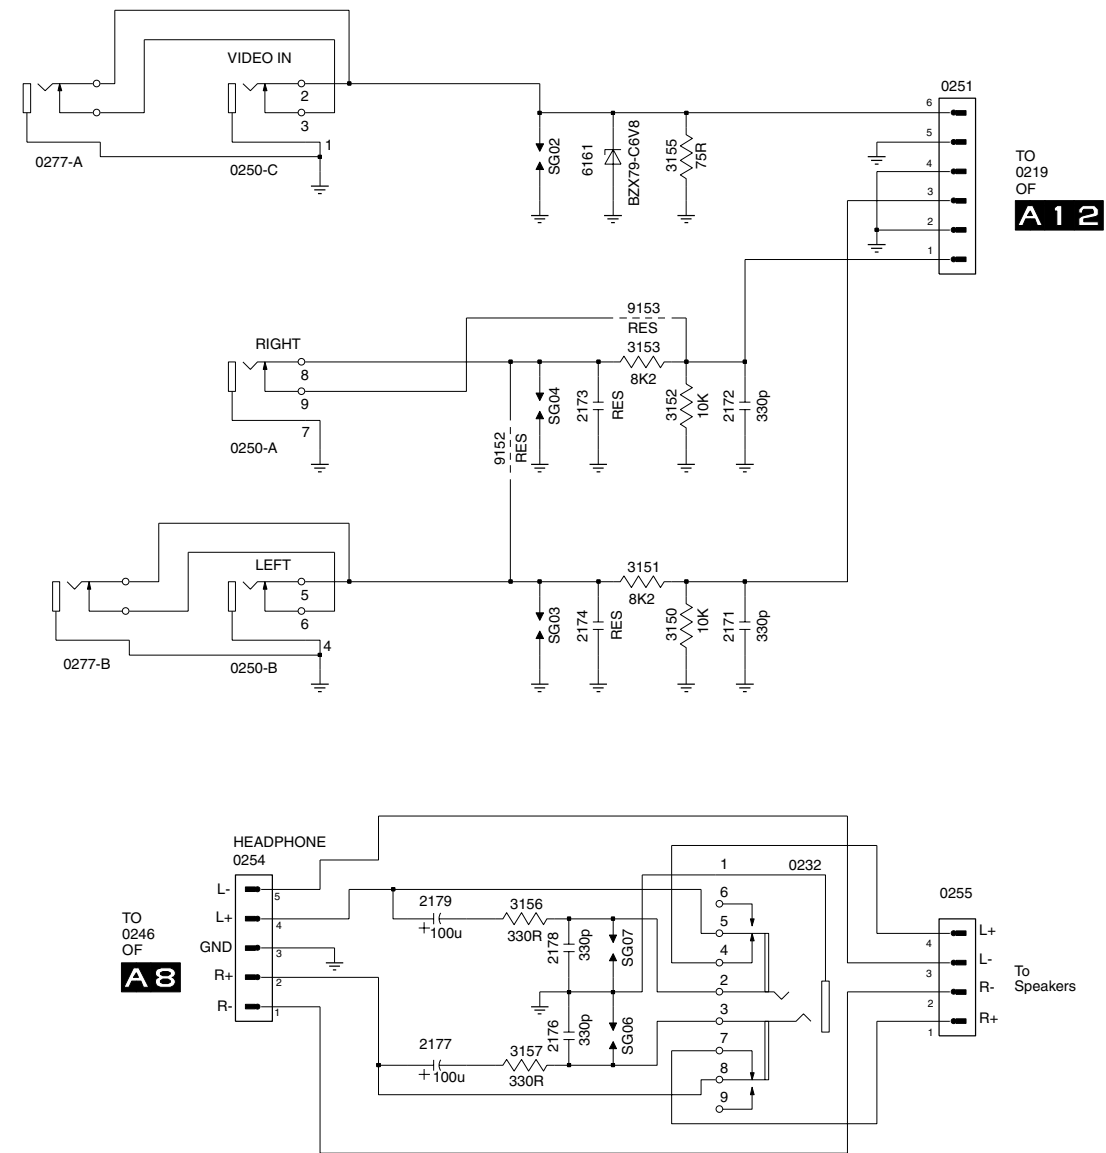 VIDEO IN
2
3
1
0277-A
0250-C
SG02
6161
BZX79-C6V8
3155
75R
0251
6
5
4
3
2
1
TO
0219
OF
A 1 2
9153
RES
RIGHT
8
9
7
0250-A
9152
RES
SG04
2173
RES
3153
8K2
3152
10K
2172
330p
LEFT
5
6
4
0277-B
0250-B
SG03
2174
RES
3151
8K2
3150
10K
2171
330p
HEADPHONE
0254
L-
5
L+
4
GND
3
R+
2
R-
1
TO
0246
OF
A 8
2179
+100u
3156
330R
2178
330p
SG07
2177
+100u
3157
330R
2176
330p
SG06
1
0232
6
5
4
2
3
7
8
9
0255
L+
4
L-
3
R-
2
R+
1
To
Speakers